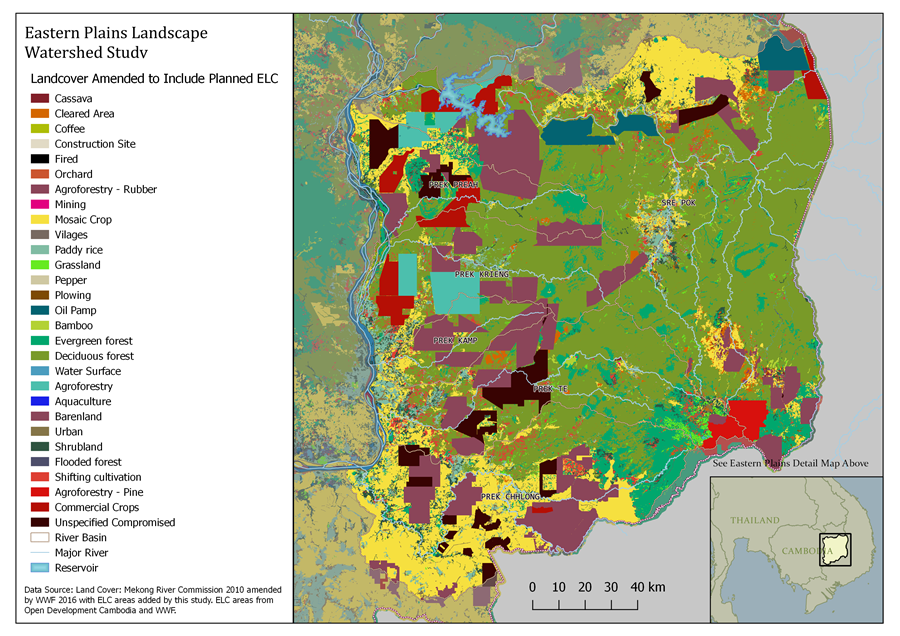 Eastern Plains Landscape
Watershed Study
Landcover Amended to Include Planned ELC
Cassava
Cleared Area
Coffee
Construction Site
Fired
Orchard
Agroforestry - Rubber
Mining
Mosaic Crop
Vilages
Paddy rice
Grassland
Pepper
Plowing
Oil Pamp
Bamboo
Evergreen forest
Deciduous forest
Water Surface
Agroforestry
Aquaculture
Barenland
Urban
Shrubland
Flooded forest
Shifting cultivation
Agroforestry - Pine
Commercial Crops
Unspecified Compromised
River Basin
Major River
Reservoir
Data Source: Land Cover: Mekong River Commission 2010 amended
by WWF 2016 with ELC areas added by this study. ELC areas from
Open Development Cambodia and WWF.
PREK PREAH
SRE POK
PREK KRIENG
PREK KAMP
PREK TE
PREK CHHLONG
See Eastern Plains Detail Map Above
THAILAND
CAMBODIA
0 10 20 30 40 km